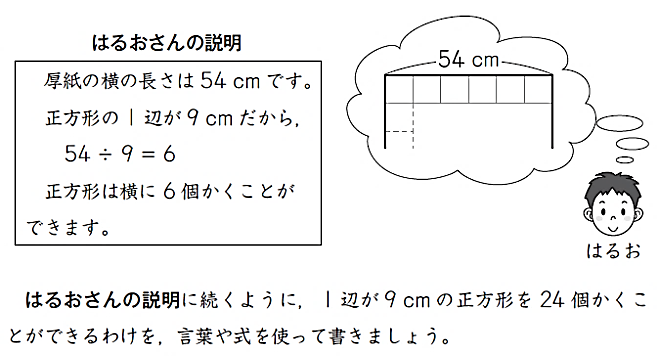 はるおさんの説明
厚紙の横の長さは54 cmです。
正方形の1辺が9 cmだから,
54 ÷ 9 = 6
正方形は横に6個かくことが
できます。
54 cm
はるお
はるおさんの説明に続くように, 1辺が9 cmの正方形を24個かくこ
とができるわけを, 言葉や式を使って書きましょう。